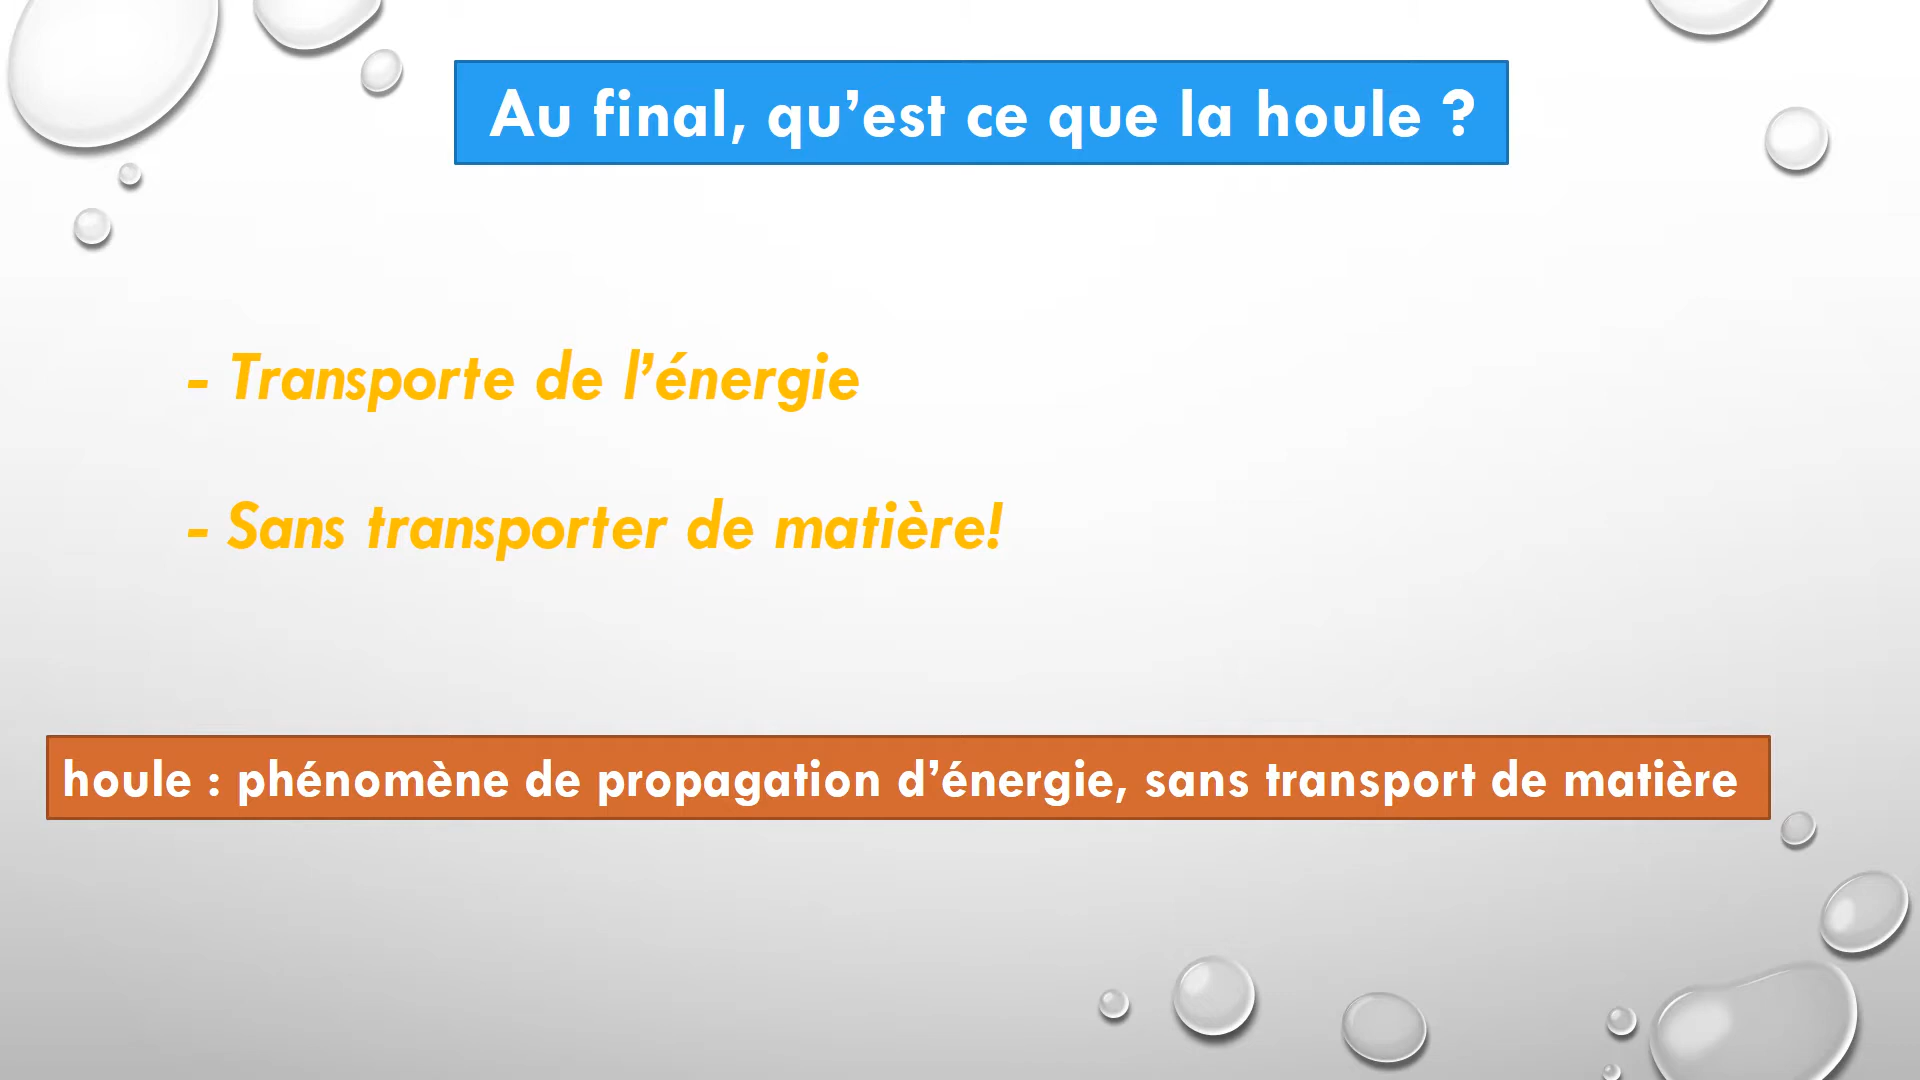 Au final, qu’est ce que la houle ?
- Transporte de l’énergie
- Sans transporter de matière!
houle : phénomène de propagation d’énergie, sans transport de matière